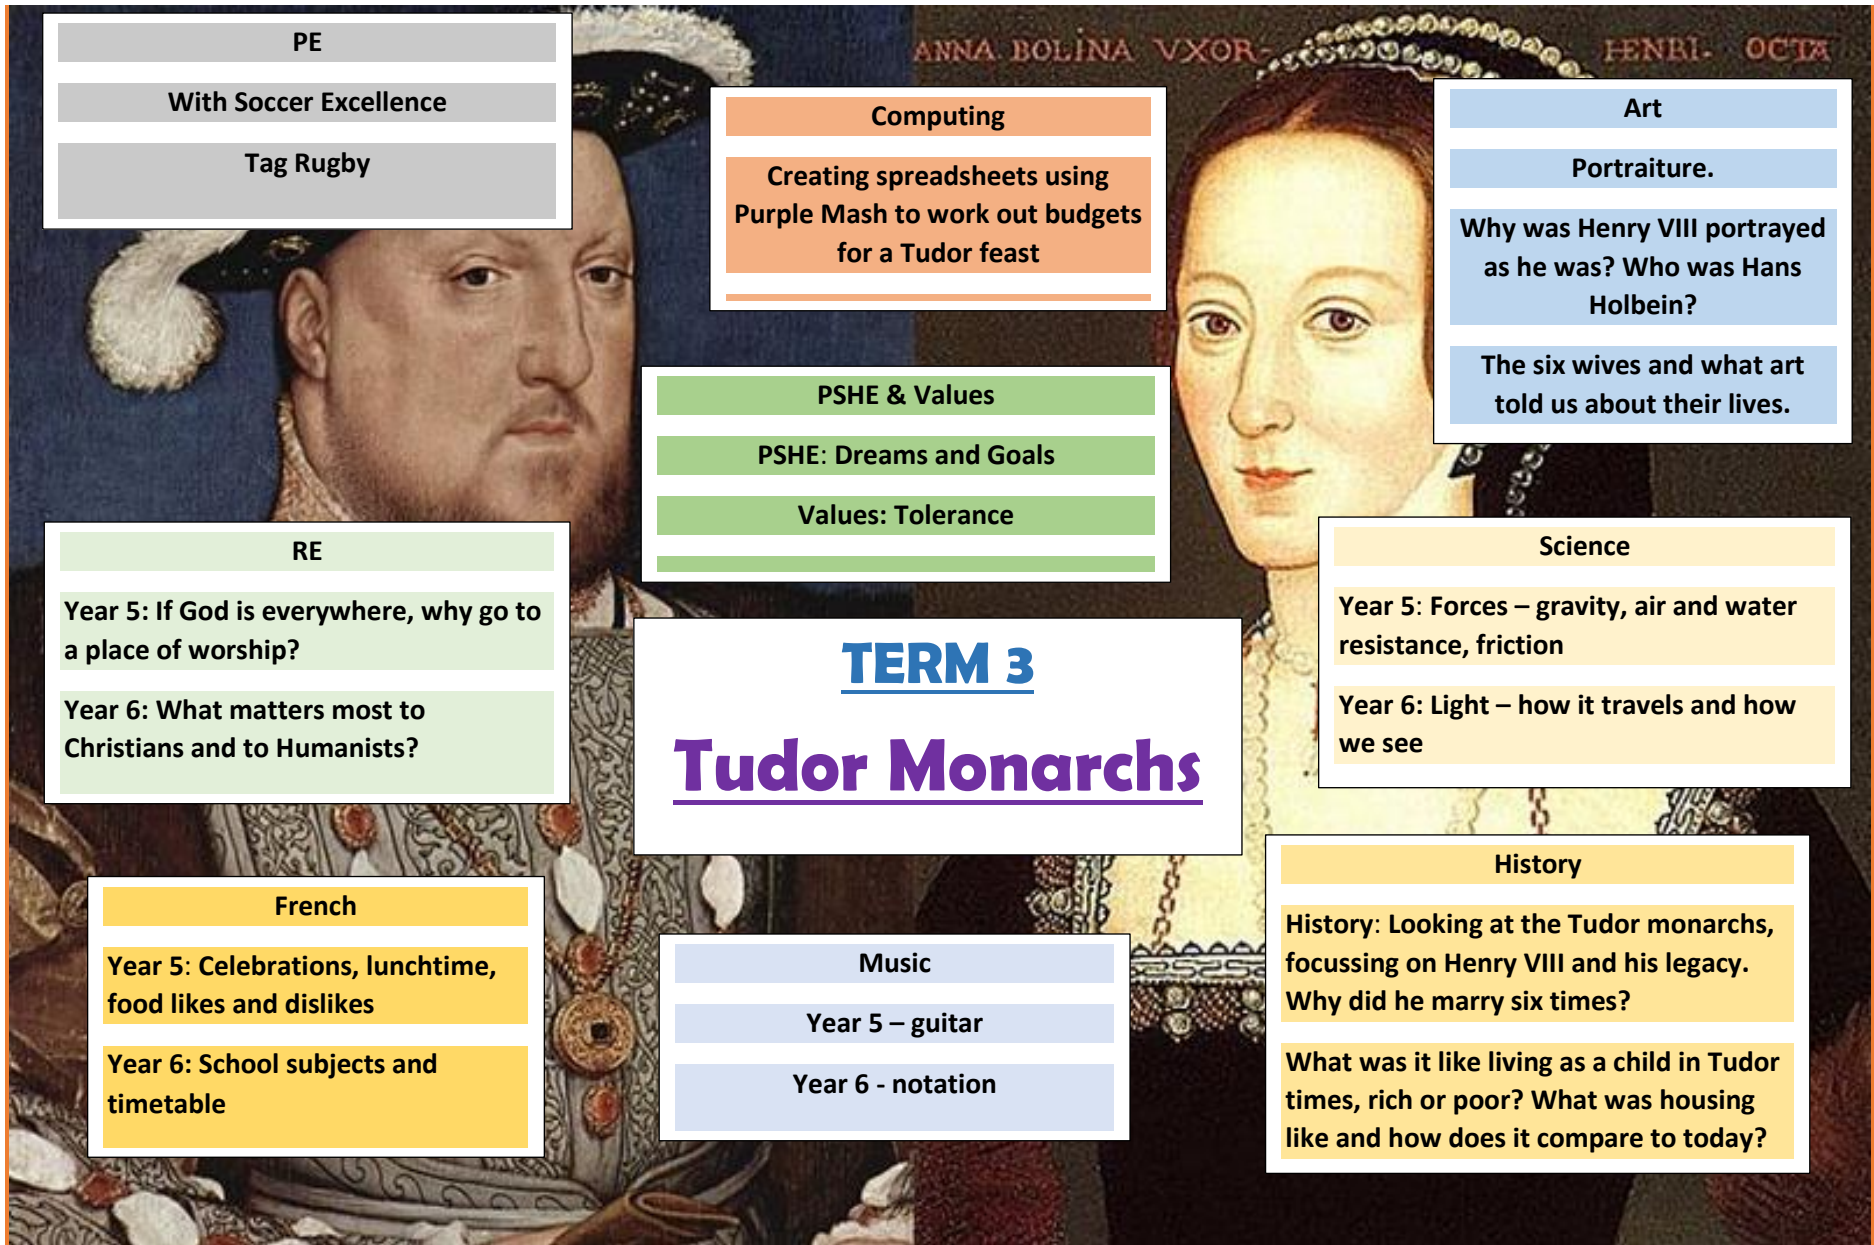 PE
With Soccer Excellence
Tag Rugby
ANNA BOLINA VXOR-
HENRI. OCTA
Computing
Creating spreadsheets using
Purple Mash to work out budgets
for a Tudor feast
Art
Portraiture.
Why was Henry VIII portrayed
as he was? Who was Hans
Holbein?
The six wives and what art
told us about their lives.
PSHE & Values
PSHE: Dreams and Goals
Values: Tolerance
RE
Year 5: If God is everywhere, why go to
a place of worship?
Year 6: What matters most to
Christians and to Humanists?
Science
Year 5: Forces – gravity, air and water
resistance, friction
Year 6: Light – how it travels and how
we see
TERM 3
Tudor Monarchs
French
Year 5: Celebrations, lunchtime,
food likes and dislikes
Year 6: School subjects and
timetable
Music
Year 5 – guitar
Year 6 - notation
History
History: Looking at the Tudor monarchs,
focussing on Henry VIII and his legacy.
Why did he marry six times?
What was it like living as a child in Tudor
times, rich or poor? What was housing
like and how does it compare to today?